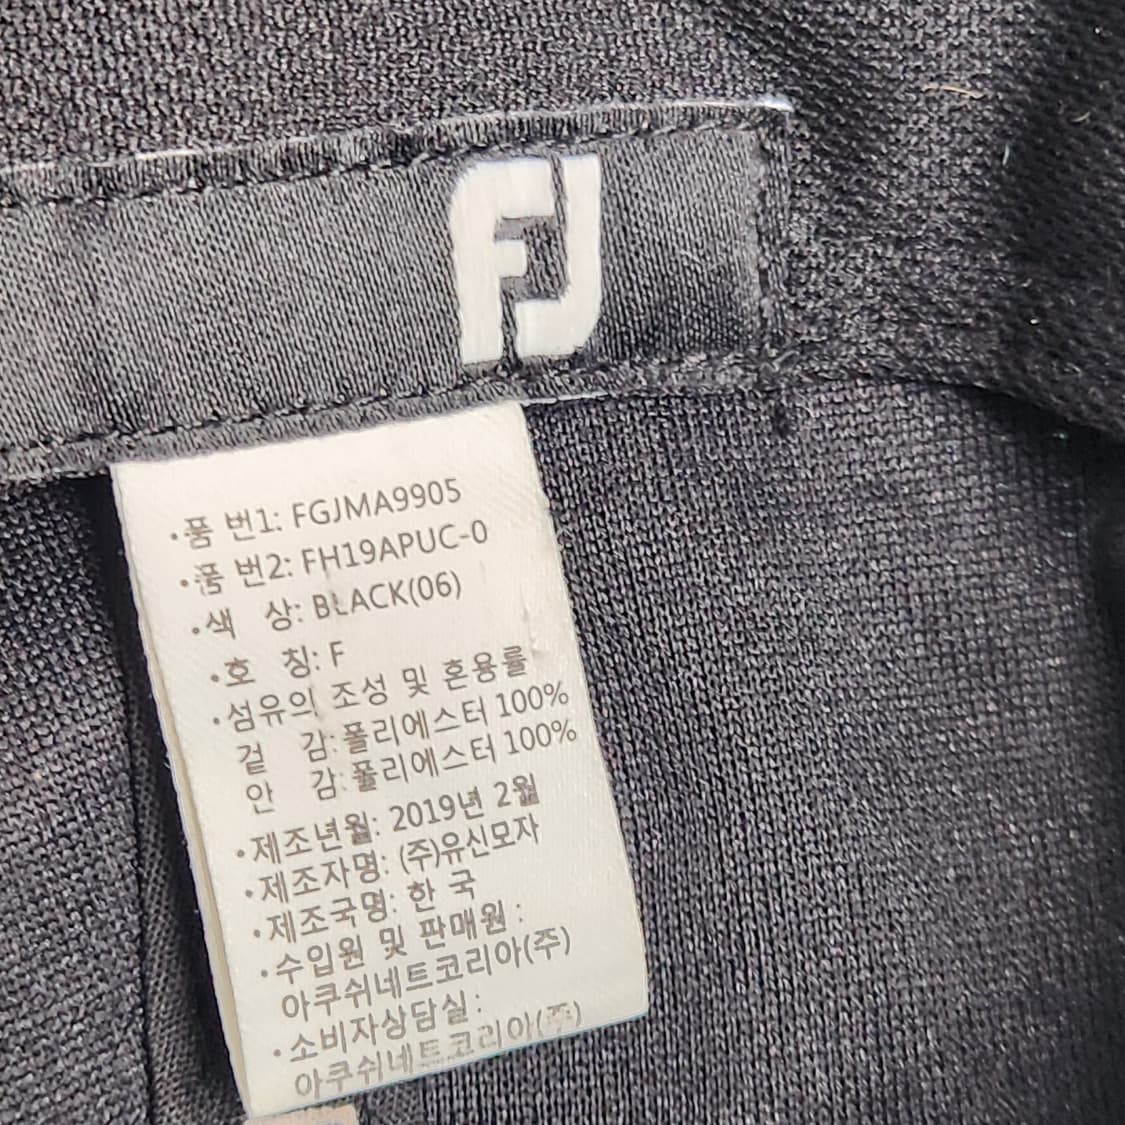 FJ
·품 번1: FGJMA9905
·품 번2: FH19APUC-0
·색 상: BLACK(06)
·호 칭: F
·섬유의 조성 및 혼용률
겉 감: 폴리에스터 100%
안 감: 폴리에스터 100%
·제조년월: 2019년 2월
·제조자명: (주)유신모자
·제조국명: 한 국
·수입원 및 판매원 :
아쿠쉬네트코리아(주)
·소비자상담실:
아쿠쉬네트코리아(주)